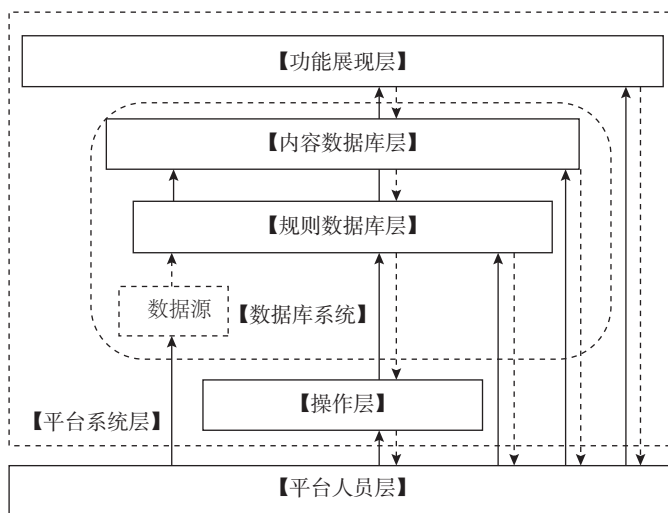 【功能展现层】
【内容数据库层】
【规则数据库层】
数据源
【数据库系统】
【操作层】
【平台系统层】
【平台人员层】